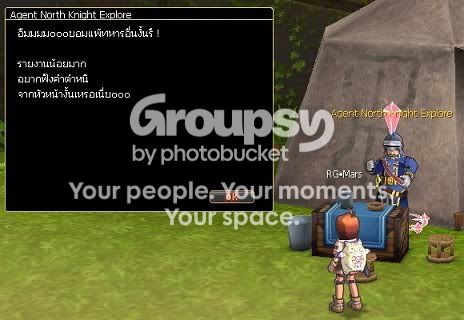 Agent North Knight Explore
อืมมมมoooยอมแพ้ทหารอื่นงั้นรึ !
รายงานน้อยมาก
อยากฟังคำตำหนิ
จากหัวหน้างั้นเหรอเนี่ยooo
Agent North Knight Explore
RG•Mars
OK
Groupsy
by photobucket
Your people. Your moments.
Your space.